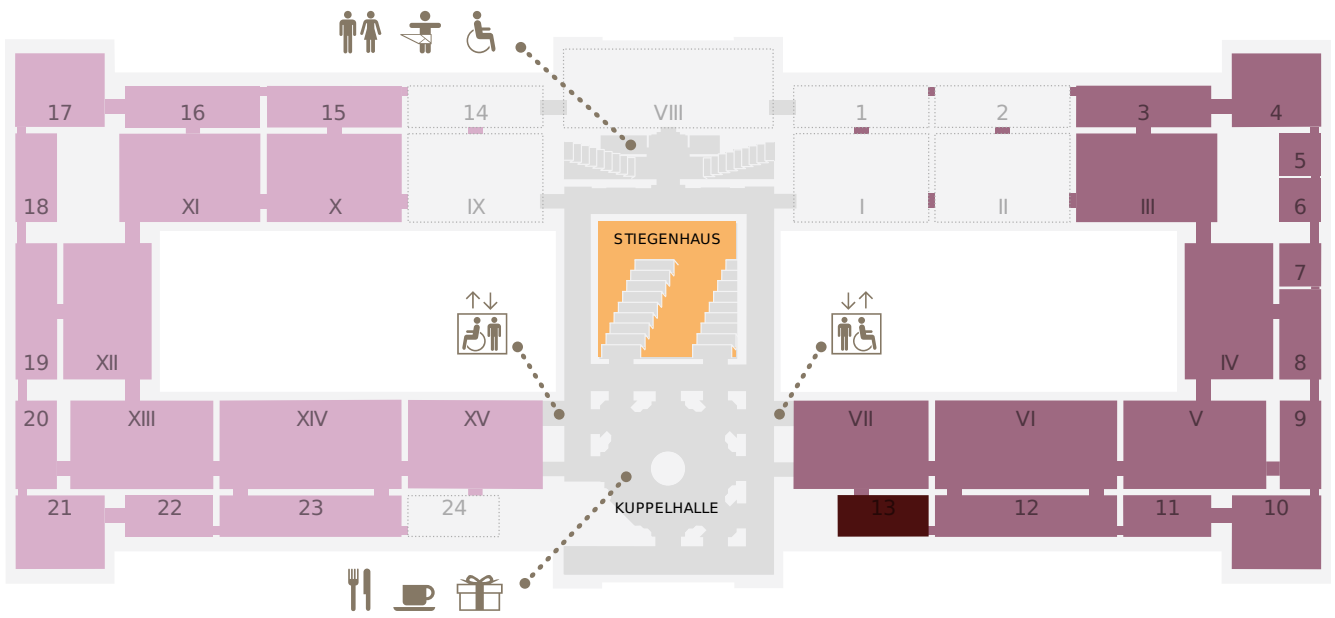 17 16 15 14 VIII 1 2 3 4
5
18 XI X IX I II III 6
STIEGENHAUS
7
19 XII IV 8
20 XIII XIV XV VII VI V 9
21 22 23 24 KUPPELHALLE 13 12 11 10